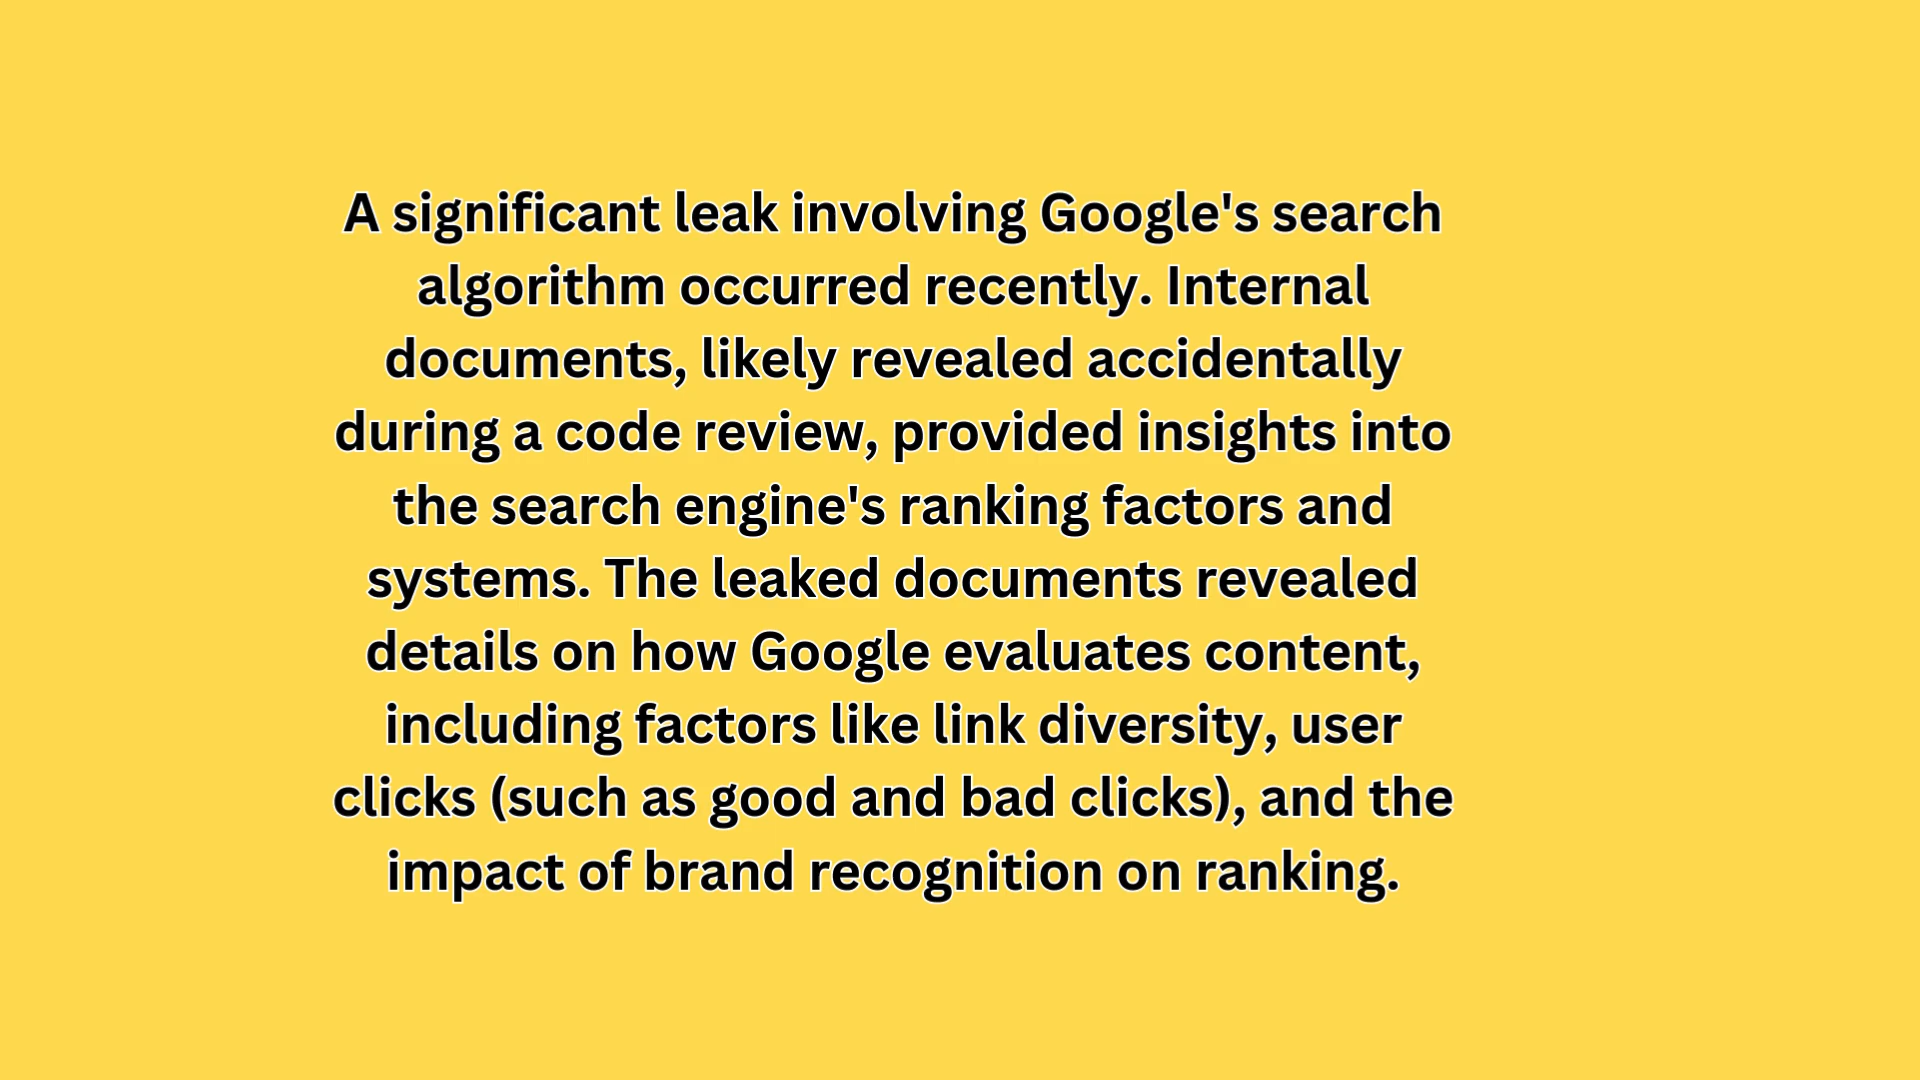 A significant leak involving Google's search
algorithm occurred recently. Internal
documents, likely revealed accidentally
during a code review, provided insights into
the search engine's ranking factors and
systems. The leaked documents revealed
details on how Google evaluates content,
including factors like link diversity, user
clicks (such as good and bad clicks), and the
impact of brand recognition on ranking.